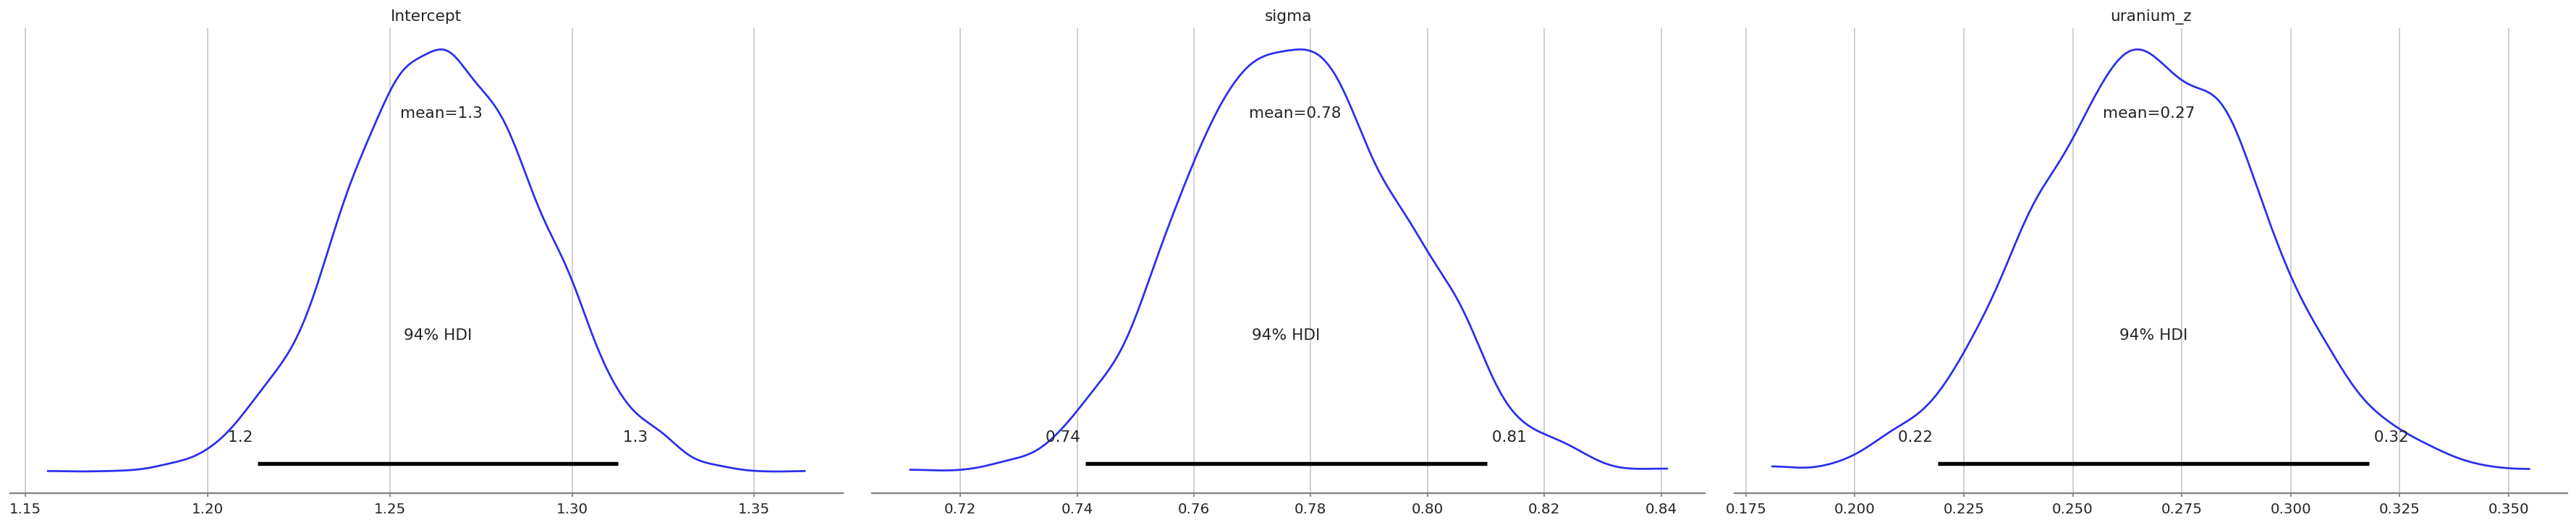 Intercept
mean=1.3
94% HDI
1.2
1.3
1.15 1.20 1.25 1.30 1.35
sigma
mean=0.78
94% HDI
0.74
0.81
0.72 0.74 0.76 0.78 0.80 0.82 0.84
uranium_z
mean=0.27
94% HDI
0.22
0.32
0.175 0.200 0.225 0.250 0.275 0.300 0.325 0.350